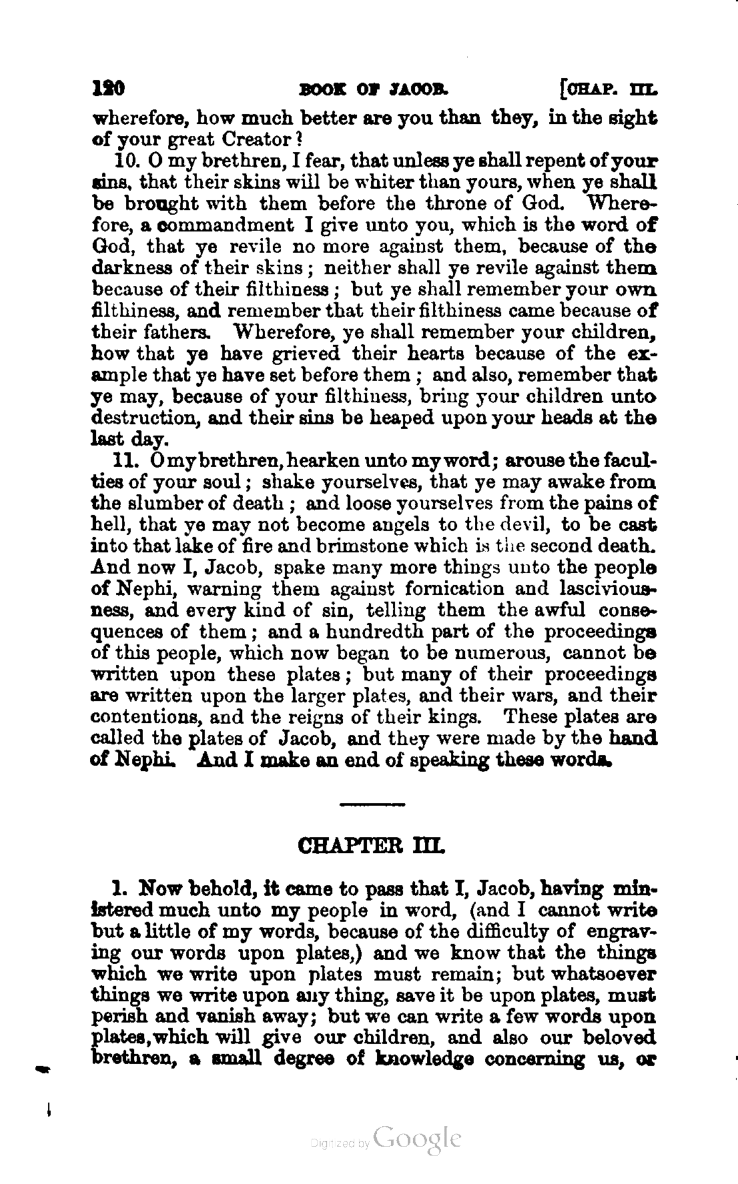 120 BOOK OF JACOB. [CHAP. III.
wherefore, how much better are you than they, in the sight
of your great Creator?
10. O my brethren, I fear, that unless ye shall repent of your
sins, that their skins will be whiter than yours, when ye shall
be brought with them before the throne of God. Where-
fore, a commandment I give unto you, which is the word of
God, that ye revile no more against them, because of the
darkness of their skins; neither shall ye revile against them
because of their filthiness; but ye shall remember your own
filthiness, and remember that their filthiness came because of
their fathers. Wherefore, ye shall remember your children,
how that ye have grieved their hearts because of the ex-
ample that ye have set before them; and also, remember that
ye may, because of your filthiness, bring your children unto
destruction, and their sins be heaped upon your heads at the
last day.
11. O my brethren, hearken unto my word; arouse the facul-
ties of your soul; shake yourselves, that ye may awake from
the slumber of death; and loose yourselves from the pains of
hell, that ye may not become angels to the devil, to be cast
into that lake of fire and brimstone which is the second death.
And now I, Jacob, spake many more things unto the people
of Nephi, warning them against fornication and lascivious-
ness, and every kind of sin, telling them the awful conse-
quences of them; and a hundredth part of the proceedings
of this people, which now began to be numerous, cannot be
written upon these plates; but many of their proceedings
are written upon the larger plates, and their wars, and their
contentions, and the reigns of their kings. These plates are
called the plates of Jacob, and they were made by the hand
of Nephi. And I make an end of speaking these words.
CHAPTER III.
1. Now behold, it came to pass that I, Jacob, having min-
istered much unto my people in word, (and I cannot write
but a little of my words, because of the difficulty of engrav-
ing our words upon plates,) and we know that the things
which we write upon plates must remain; but whatsoever
things we write upon any thing, save it be upon plates, must
perish and vanish away; but we can write a few words upon
plates, which will give our children, and also our beloved
brethren, a small degree of knowledge concerning us, or
Digitized by Google